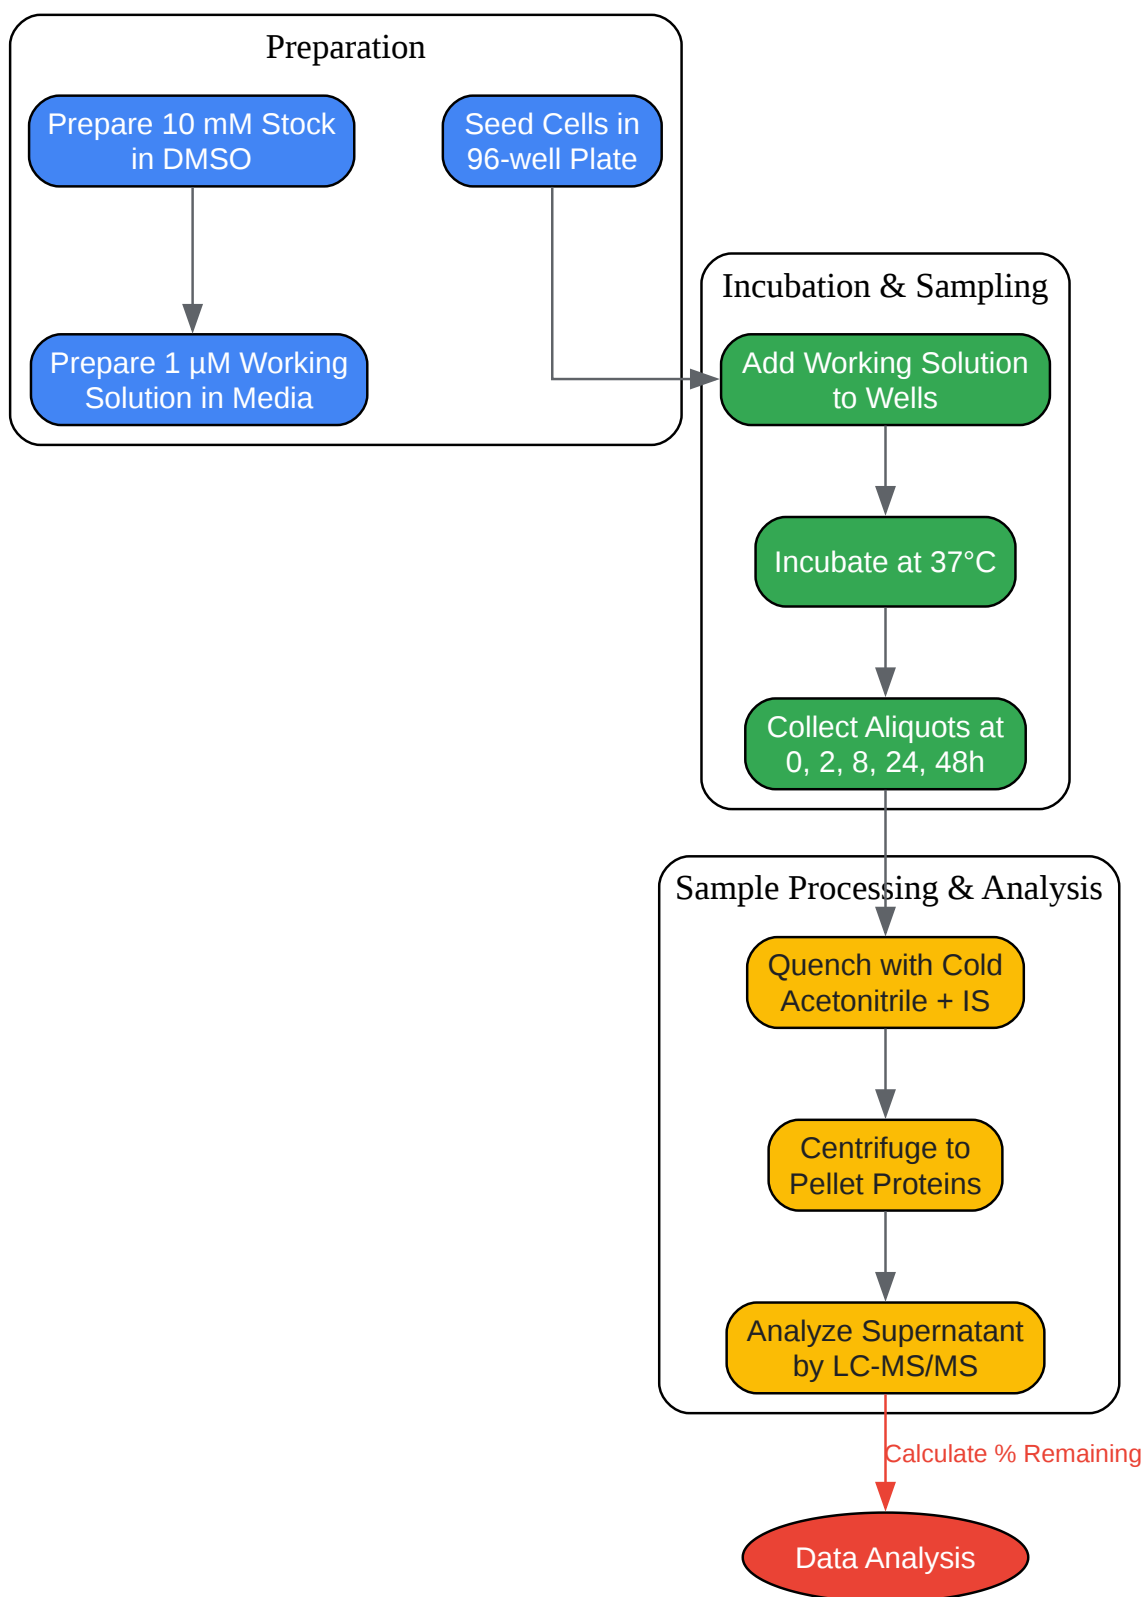 Preparation
Prepare 10 mM Stock
in DMSO
Seed Cells in
96-well Plate
Prepare 1 µM Working
Solution in Media
Incubation & Sampling
Add Working Solution
to Wells
Incubate at 37°C
Collect Aliquots at
0, 2, 8, 24, 48h
Sample Processing & Analysis
Quench with Cold
Acetonitrile + IS
Centrifuge to
Pellet Proteins
Analyze Supernatant
by LC-MS/MS
Calculate % Remaining
Data Analysis